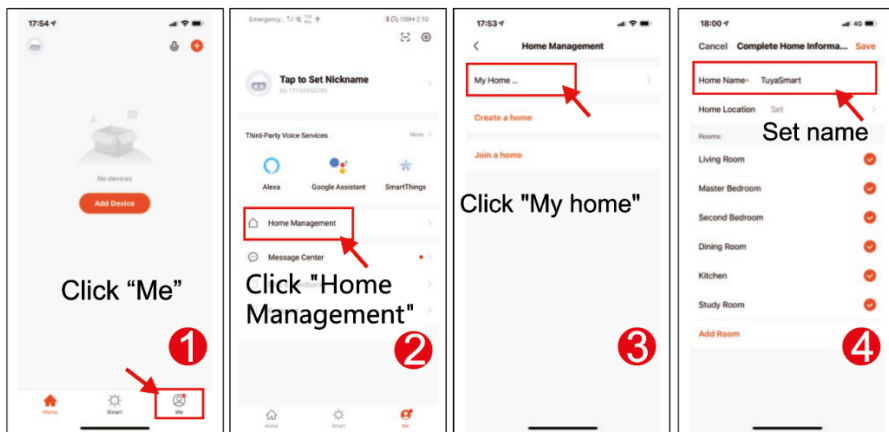 17:54
No devices
Add Device
Click “Me”
1
Home
Smart
Me
Emergency..
Tap to Set Nickname
Third-Party Voice Services
More
Alexa
Google Assistant
SmartThings
Home Management
Message Center
Click "Home
Management"
2
Home
Smart
Me
17:53
Home Management
My Home ..
Create a home
Join a home
Click "My home"
3
18:00
4G
Cancel
Complete Home Informa...
Save
Home Name*
TuyaSmart
Home Location
Set
Set name
Rooms:
Living Room
Master Bedroom
Second Bedroom
Dining Room
Kitchen
Study Room
Add Room
4